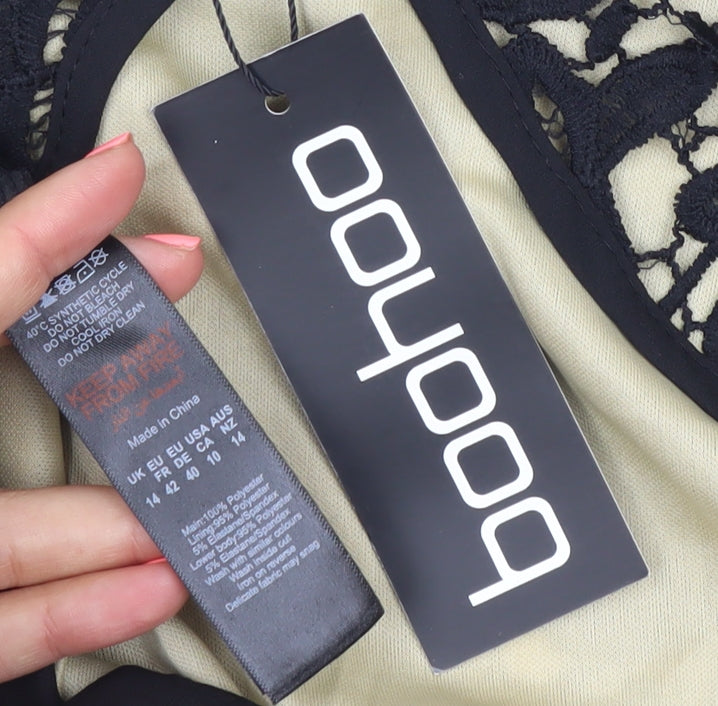 boohoo
40°C SYNTHETIC CYCLE
DO NOT BLEACH
DO NOT TUMBLE DRY
COOL IRON
DO NOT DRY CLEAN
KEEP AWAY
FROM FIRE
Made in China
UK EU EU USA AUS
FR DE CA NZ
14 42 40 10 14
Main:100% Polyester
Lining:95% Polyester
5% Elastane/Spandex
Lower body:95% Polyester
5% Elastane/Spandex
Wash with similar colours
Wash inside out
Iron on reverse
Delicate fabric may snag